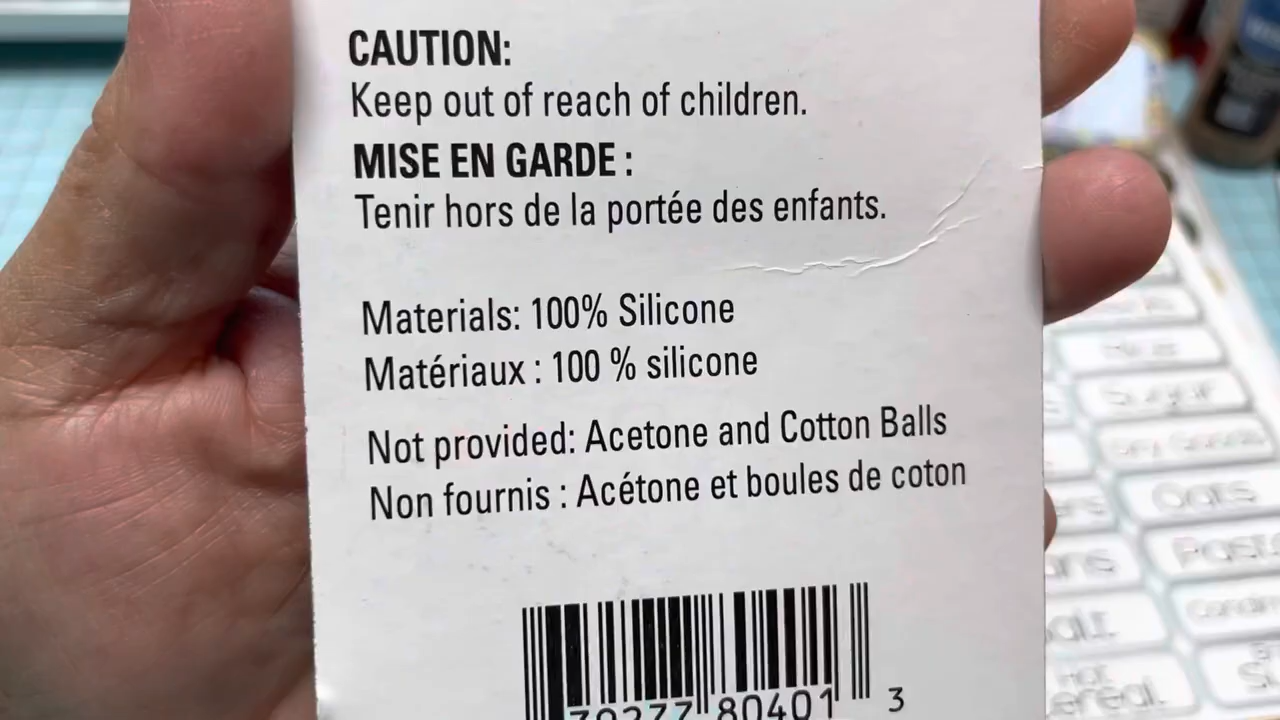 CAUTION:
Keep out of reach of children.
MISE EN GARDE :
Tenir hors de la portée des enfants.
Materials: 100% Silicone
Matériaux : 100 % silicone
Not provided: Acetone and Cotton Balls
Non fournis : Acétone et boules de coton
80401 3
Sugar
Oats